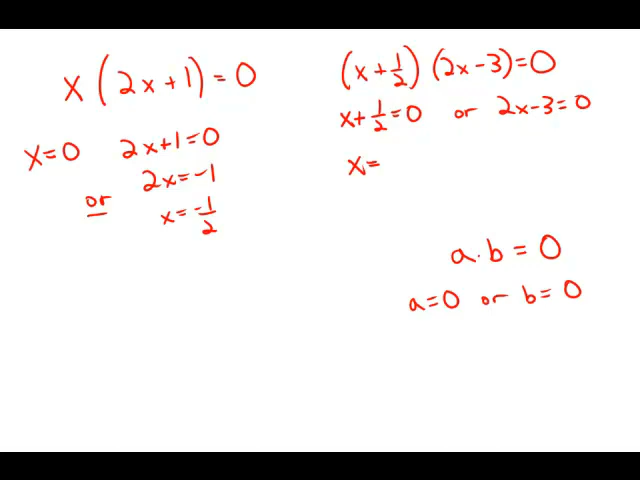 x(2x+1)=0
x=0 2x+1=0
or 2x=-1
x=-1/2
(x+1/2)(2x-3)=0
x+1/2=0 or 2x-3=0
x=
a·b=0
a=0 or b=0